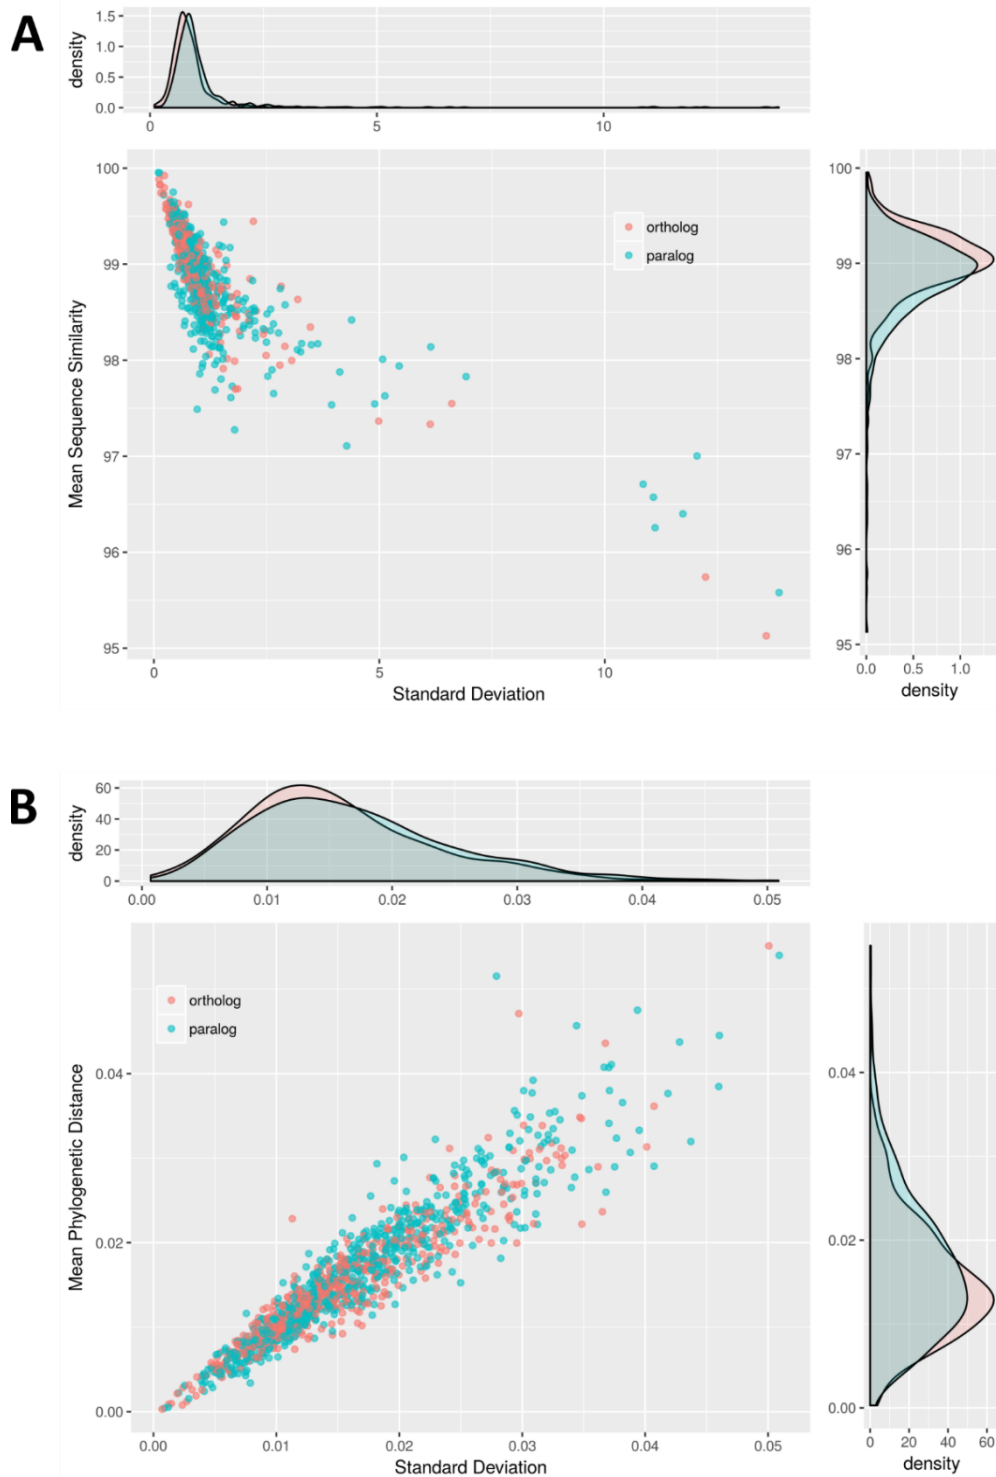 A
density
1.5
1.0
0.5
0.0
0 5 10
Mean Sequence Similarity
100
99
98
97
96
95
ortholog
paralog
0 5 10
Standard Deviation
100
99
98
97
96
95
0.0 0.5 1.0
density
B
density
60
40
20
0
0.00 0.01 0.02 0.03 0.04 0.05
Mean Phylogenetic Distance
0.04
0.02
0.00
ortholog
paralog
0.00 0.01 0.02 0.03 0.04 0.05
Standard Deviation
0.04
0.02
0.00
0 20 40 60
density